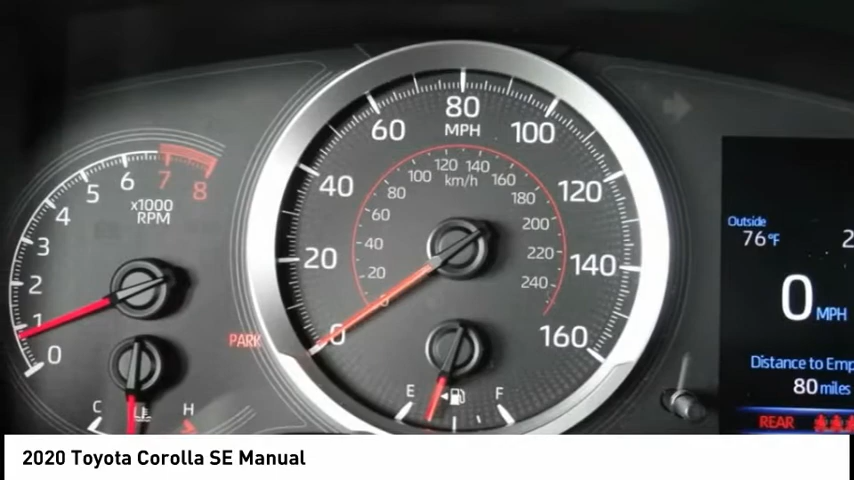 80
MPH
60
100
40
120
20
140
0
160
120 140
100
km/h
160
80
180
60
200
40
220
20
240
0
6
7
8
5
4
3
2
1
0
x1000
RPM
PARK
C
H
E
F
Outside
76°F
2
0 MPH
Distance to Emp
80 miles
REAR
2020 Toyota Corolla SE Manual